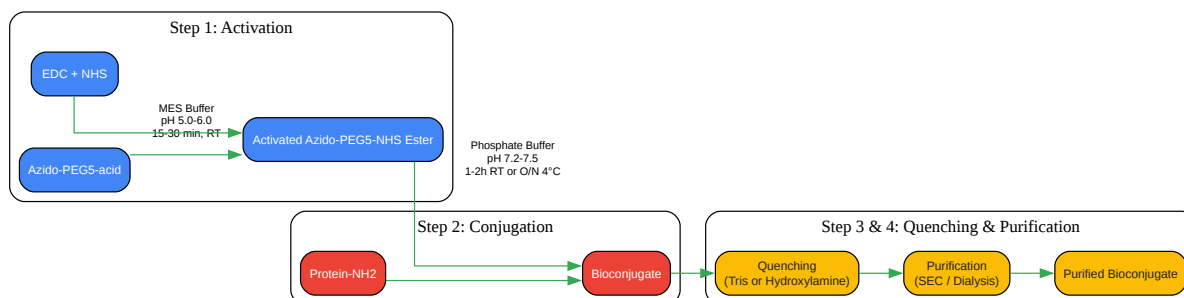 Step 1: Activation
EDC + NHS
MES Buffer
pH 5.0-6.0
15-30 min, RT
Azido-PEG5-acid
Activated Azido-PEG5-NHS Ester
Phosphate Buffer
pH 7.2-7.5
1-2h RT or O/N 4°C
Step 2: Conjugation
Protein-NH2
Bioconjugate
Step 3 & 4: Quenching & Purification
Quenching
(Tris or Hydroxylamine)
Purification
(SEC / Dialysis)
Purified Bioconjugate